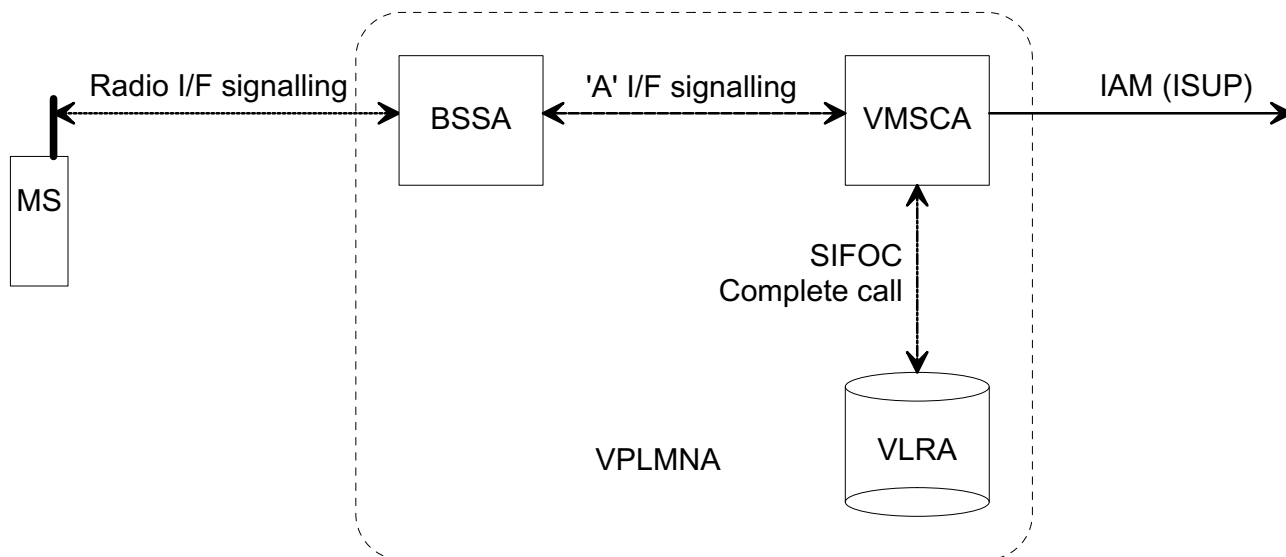 Radio I/F signalling
BSSA
'A' I/F signalling
VMSCA
IAM (ISUP)
MS
SIFOC
Complete call
VPLMNA
VLRA